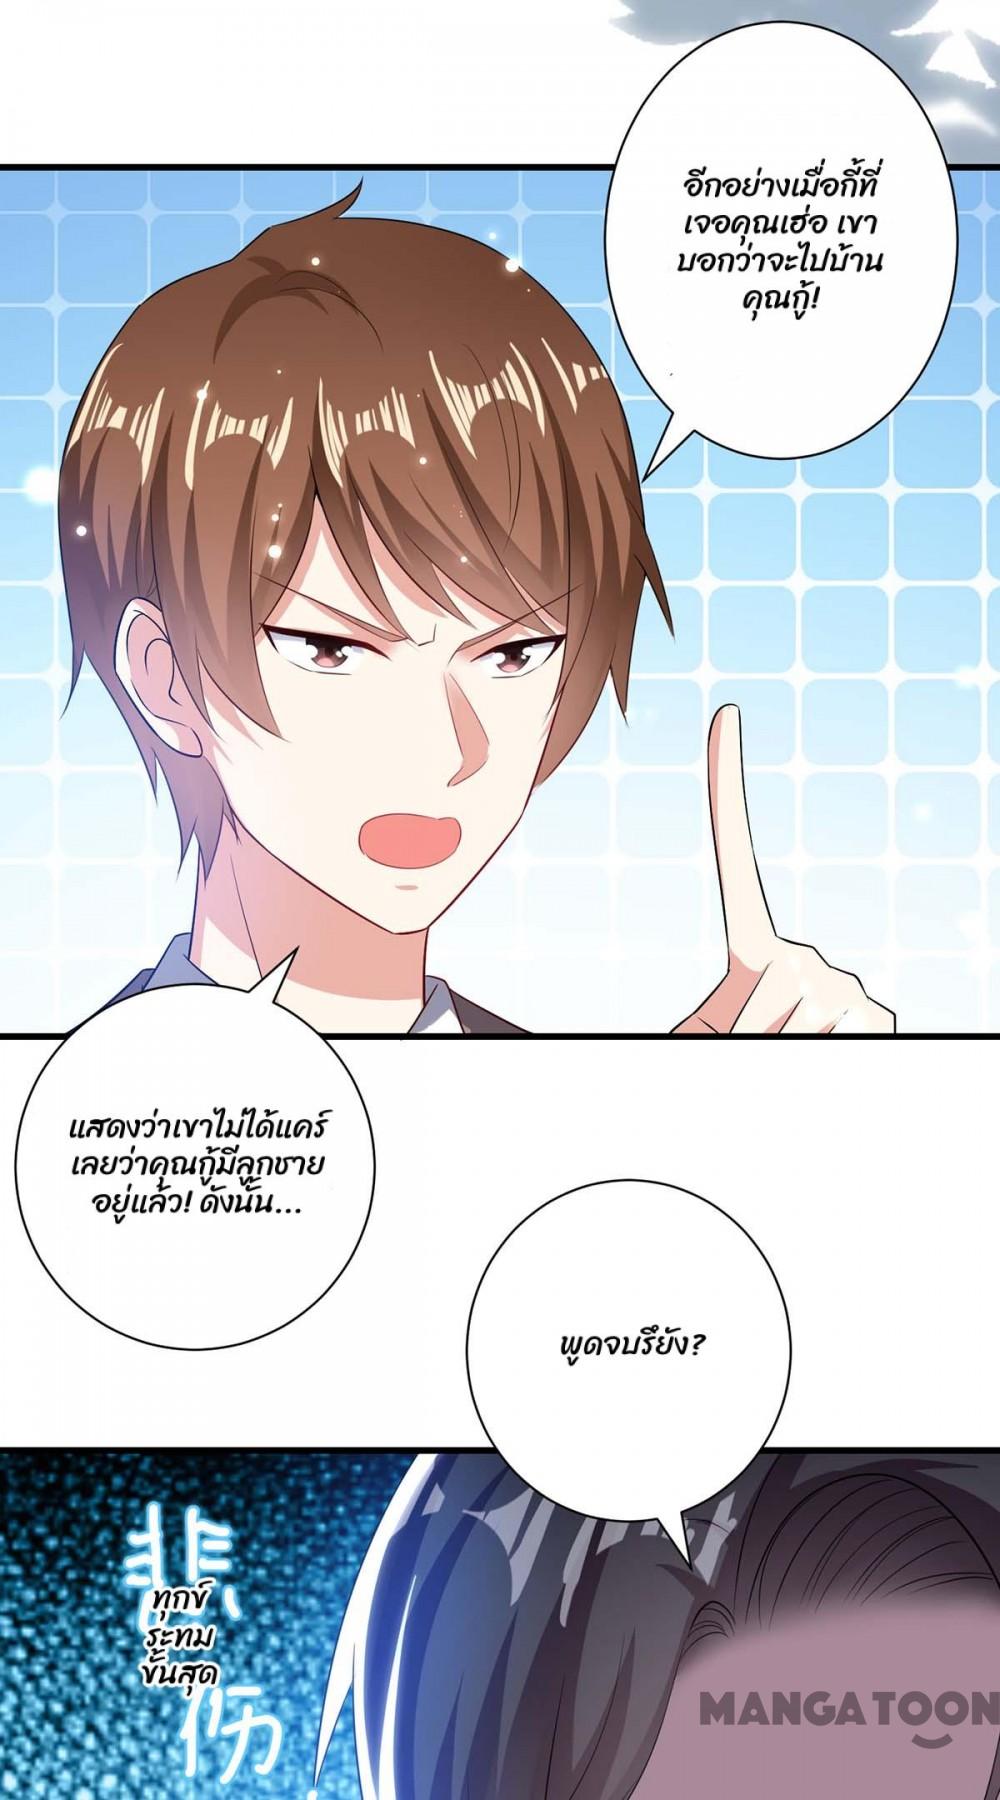 อีกอย่างเมื่อกี้ที่
เจอคุณเฮ่อ เขา
บอกว่าจะไปบ้าน
คุณกู้!
แสดงว่าเขาไม่ได้แคร์
เลยว่าคุณกู้มีลูกชาย
อยู่แล้ว! ดังนั้น...
พูดจบรึยัง?
悲
ทุกข์
ระทม
ขั้นสุด
伤
MANGATOON